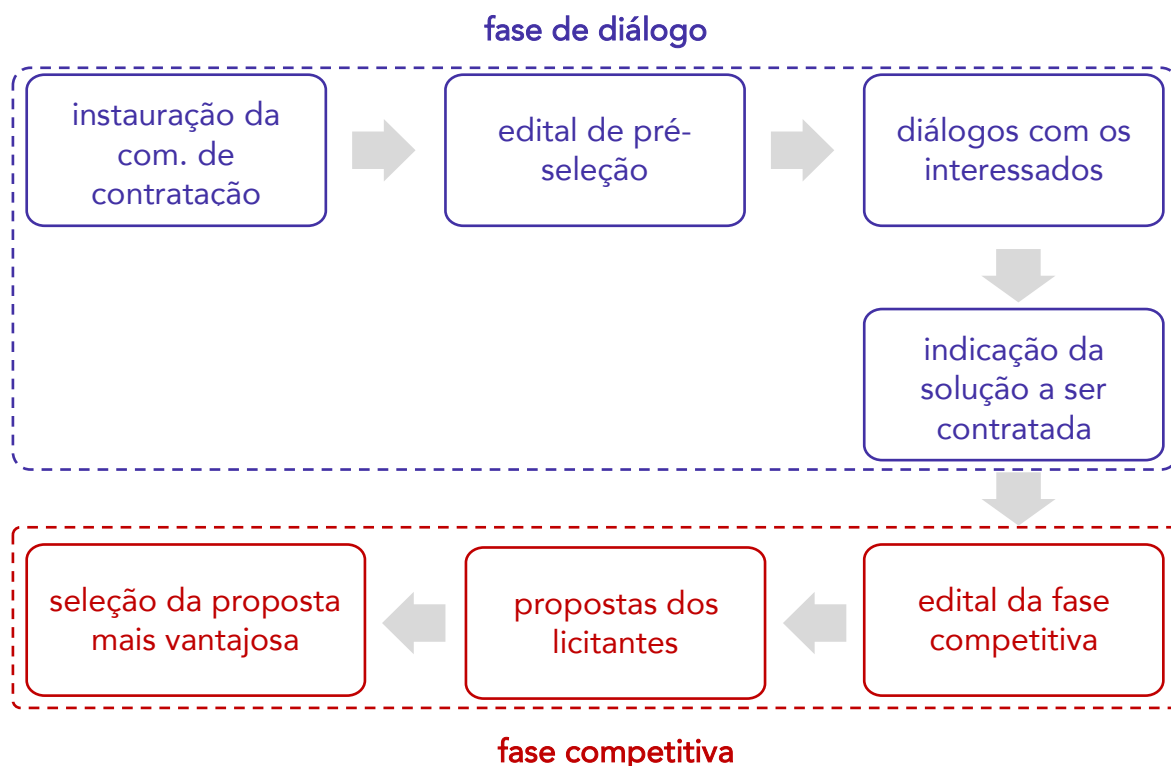 fase de diálogo
instauração da
com. de
contratação
edital de pré-
seleção
diálogos com os
interessados
indicação da
solução a ser
contratada
edital da fase
competitiva
propostas dos
licitantes
seleção da proposta
mais vantajosa
fase competitiva